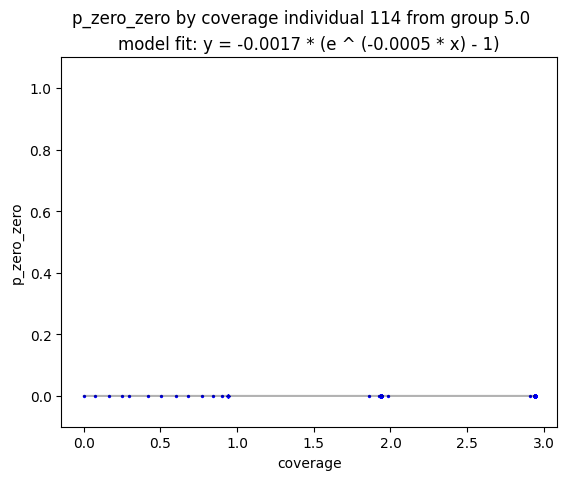 p_zero_zero by coverage individual 114 from group 5.0
model fit: y = -0.0017 * (e ^ (-0.0005 * x) - 1)
1.0
0.8
0.6
0.4
0.2
0.0
p_zero_zero
0.0 0.5 1.0 1.5 2.0 2.5 3.0
coverage